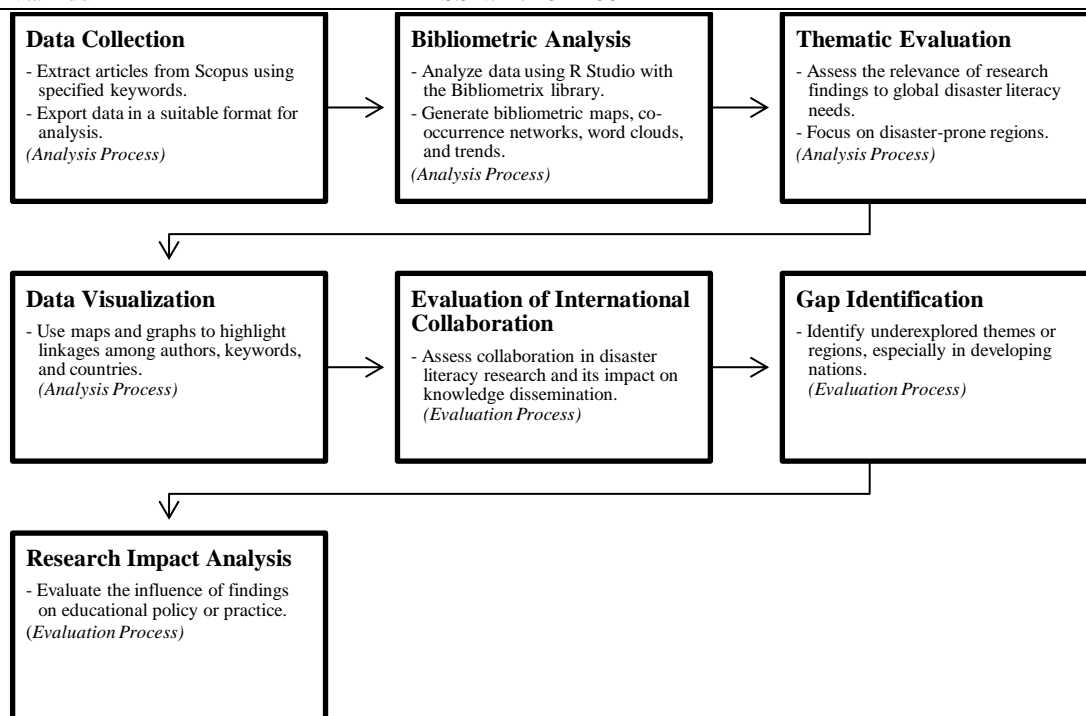 Data Collection
- Extract articles from Scopus using
specified keywords.
- Export data in a suitable format for
analysis.
(Analysis Process)
Bibliometric Analysis
- Analyze data using R Studio with
the Bibliometrix library.
- Generate bibliometric maps, co-
occurrence networks, word clouds,
and trends.
(Analysis Process)
Thematic Evaluation
- Assess the relevance of research
findings to global disaster literacy
needs.
- Focus on disaster-prone regions.
(Analysis Process)
Data Visualization
- Use maps and graphs to highlight
linkages among authors, keywords,
and countries.
(Analysis Process)
Evaluation of International
Collaboration
- Assess collaboration in disaster
literacy research and its impact on
knowledge dissemination.
(Evaluation Process)
Gap Identification
- Identify underexplored themes or
regions, especially in developing
nations.
(Evaluation Process)
Research Impact Analysis
- Evaluate the influence of findings
on educational policy or practice.
(Evaluation Process)